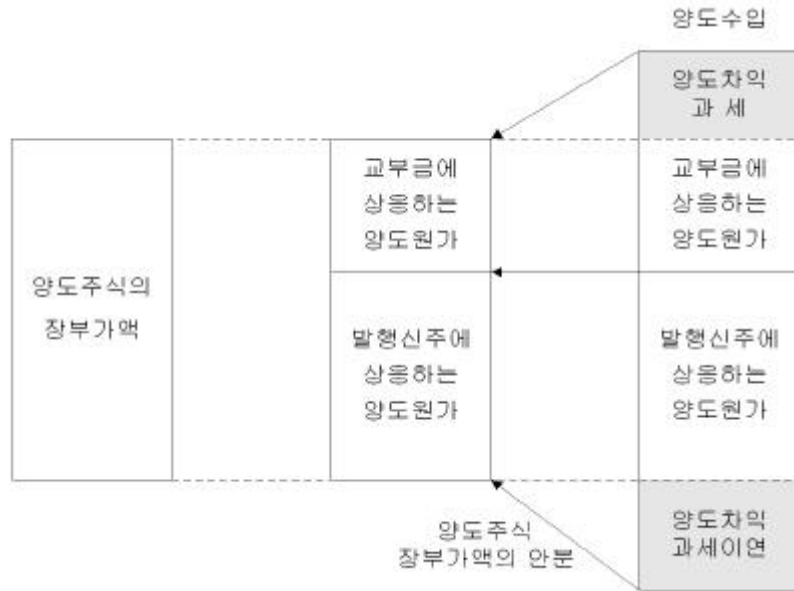 양도수입
양도차익
과 세
교부금에
상응하는
양도원가
교부금에
상응하는
양도원가
양도주식의
장부가액
발행신주에
상응하는
양도원가
발행신주에
상응하는
양도원가
양도주식
장부가액의 안분
양도차익
과세이연